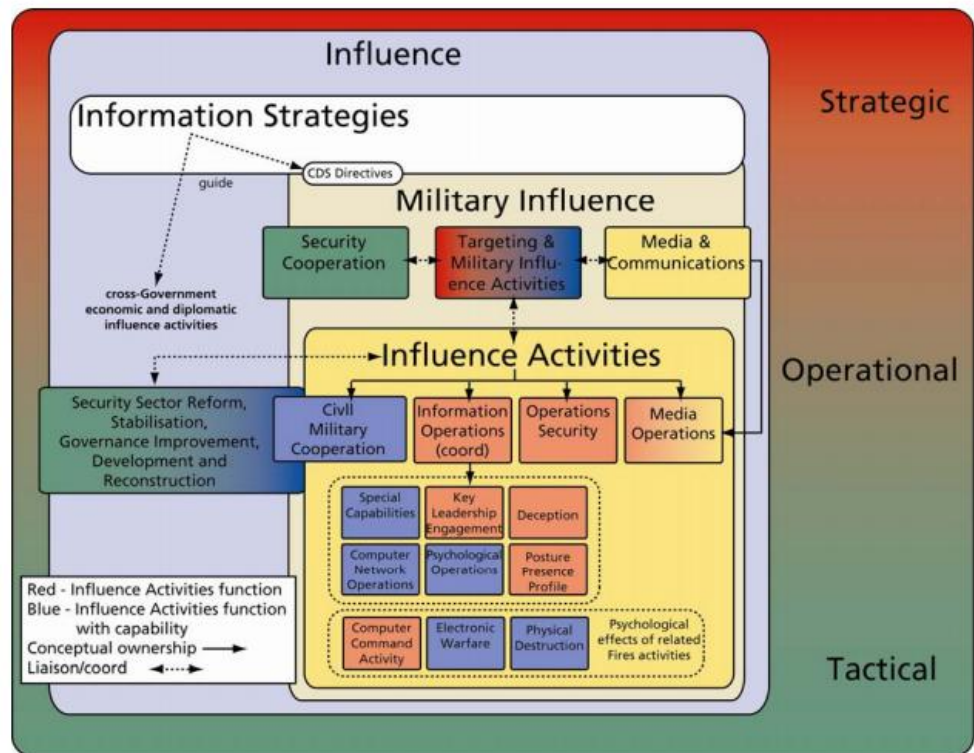 Influence
Strategic
Information Strategies
CDS Directives
guide
Military Influence
Security
Cooperation
Targeting &
Military Influ-
ence Activities
Media &
Communications
cross-Government
economic and diplomatic
influence activities
Operational
Influence Activities
Security Sector Reform,
Stabilisation,
Governance Improvement,
Development and
Reconstruction
Civil
Military
Cooperation
Information
Operations
(coord)
Operations
Security
Media
Operations
Special
Capabilities
Key
Leadership
Engagement
Deception
Computer
Network
Operations
Psychological
Operations
Posture
Presence
Profile
Computer
Command
Activity
Electronic
Warfare
Physical
Destruction
Psychological
effects of related
Fires activities
Tactical
Red - Influence Activities function
Blue - Influence Activities function
with capability
Conceptual ownership
Liaison/coord